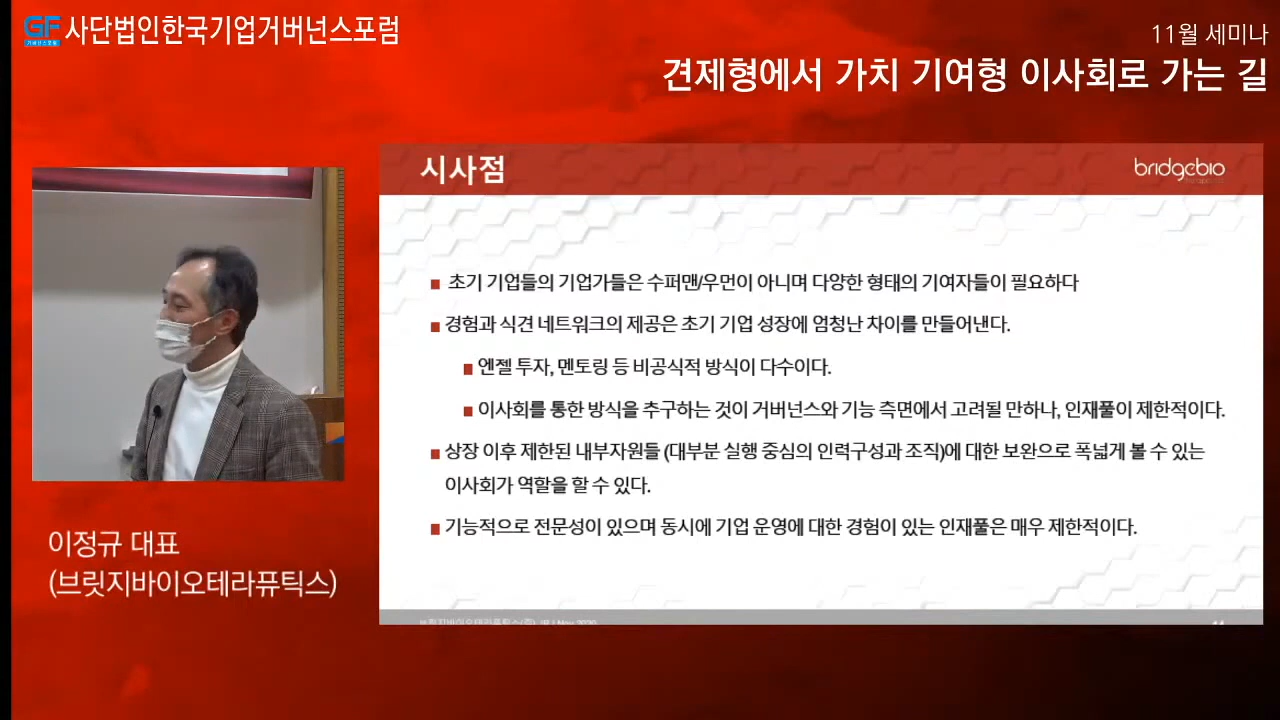 GF 사단법인한국기업거버넌스포럼
거버넌스포럼
11월 세미나
견제형에서 가치 기여형 이사회로 가는 길
시사점
bridgebio
이정규 대표
(브릿지바이오테라퓨틱스)
초기 기업들의 기업가들은 수퍼맨/우먼이 아니며 다양한 형태의 기여자들이 필요하다
경험과 식견 네트워크의 제공은 초기 기업 성장에 엄청난 차이를 만들어낸다.
엔젤 투자, 멘토링 등 비공식적 방식이 다수이다.
이사회를 통한 방식을 추구하는 것이 거버넌스와 기능 측면에서 고려될 만하나, 인재풀이 제한적이다.
상장 이후 제한된 내부자원들 (대부분 실행 중심의 인력구성과 조직)에 대한 보완으로 폭넓게 볼 수 있는
이사회가 역할을 할 수 있다.
기능적으로 전문성이 있으며 동시에 기업 운영에 대한 경험이 있는 인재풀은 매우 제한적이다.